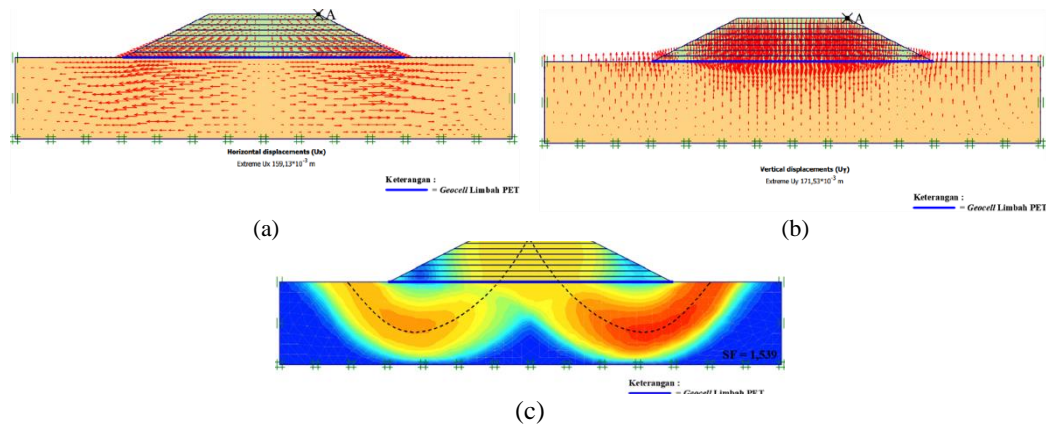 A
Horizontal displacements (Ux)
Extreme Ux 159,13*10⁻³ m
Keterangan :
= Geocell Limbah PET
(a)
A
Vertical displacements (Uy)
Extreme Uy 171,53*10⁻³ m
Keterangan :
= Geocell Limbah PET
(b)
SF = 1,539
Keterangan :
= Geocell Limbah PET
(c)